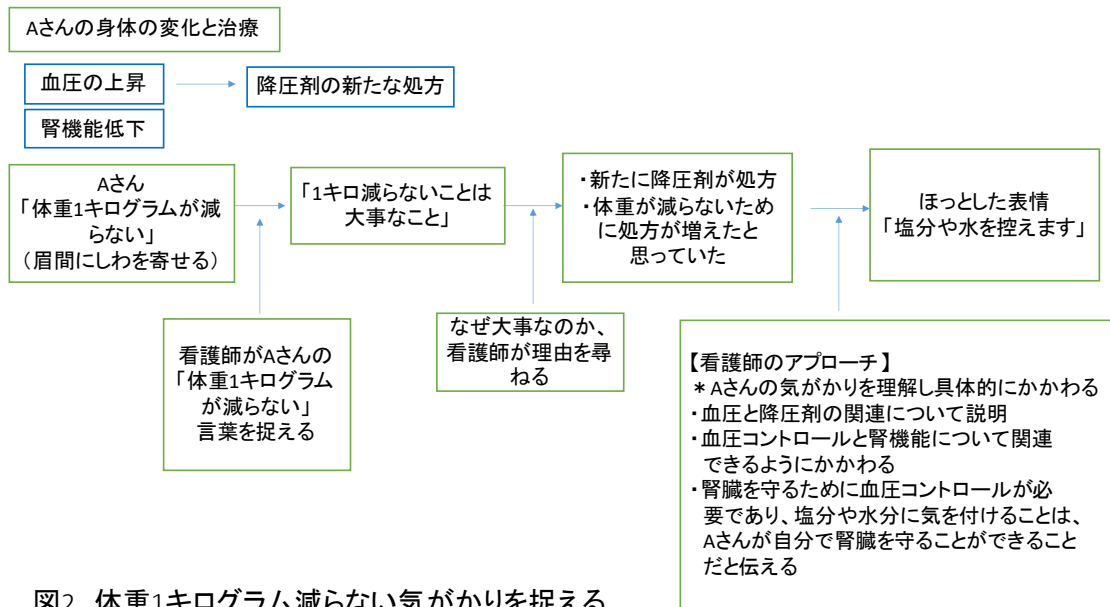 Aさんの身体の変化と治療
血圧の上昇
降圧剤の新たな処方
腎機能低下
Aさん
「体重1キログラムが減
らない」
（眉間にしわを寄せる）
「1キロ減らないことは
大事なこと」
・新たに降圧剤が処方
・体重が減らないため
に処方が増えたと
思っていた
ほっとした表情
「塩分や水を控えます」
看護師がAさんの
「体重1キログラム
が減らない」
言葉を捉える
なぜ大事なのか、
看護師が理由を尋
ねる
【看護師のアプローチ】
＊Aさんの気がかりを理解し具体的にかかわる
・血圧と降圧剤の関連について説明
・血圧コントロールと腎機能について関連
できるようにかかわる
・腎臓を守るために血圧コントロールが必
要であり、塩分や水分に気を付けることは、
Aさんが自分で腎臓を守ることができること
だと伝える
図2 体重1キログラム減らない気がかりを捉える